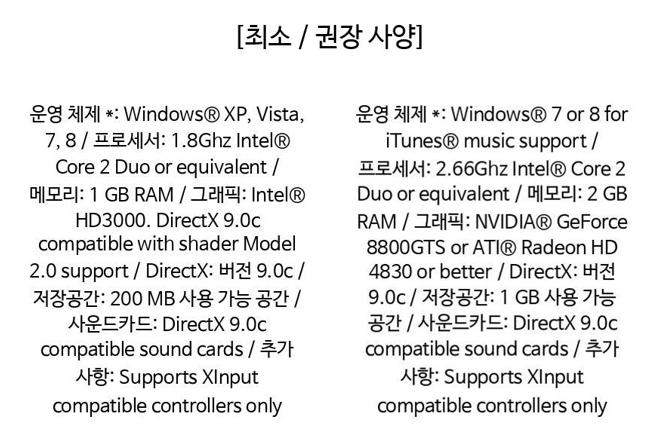 [최소 / 권장 사양]
운영 체제 *: Windows® XP, Vista,
7, 8 / 프로세서: 1.8Ghz Intel®
Core 2 Duo or equivalent /
메모리: 1 GB RAM / 그래픽: Intel®
HD3000. DirectX 9.0c
compatible with shader Model
2.0 support / DirectX: 버전 9.0c /
저장공간: 200 MB 사용 가능 공간 /
사운드카드: DirectX 9.0c
compatible sound cards / 추가
사항: Supports XInput
compatible controllers only
운영 체제 *: Windows® 7 or 8 for
iTunes® music support /
프로세서: 2.66Ghz Intel® Core 2
Duo or equivalent / 메모리: 2 GB
RAM / 그래픽: NVIDIA® GeForce
8800GTS or ATI® Radeon HD
4830 or better / DirectX: 버전
9.0c / 저장공간: 1 GB 사용 가능
공간 / 사운드카드: DirectX 9.0c
compatible sound cards / 추가
사항: Supports XInput
compatible controllers only